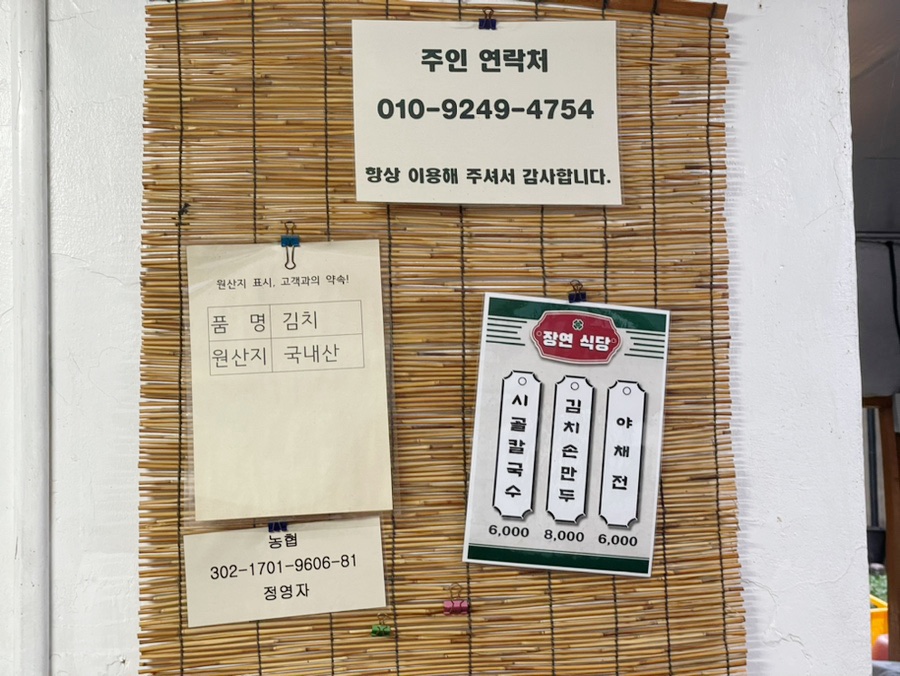 주인 연락처
010-9249-4754
항상 이용해 주셔서 감사합니다.
원산지 표시, 고객과의 약속!
품 명 김치
원산지 국내산
농협
302-1701-9606-81
정영자
장연 식당
시골칼국수
김치손만두
야채전
6,000 8,000 6,000